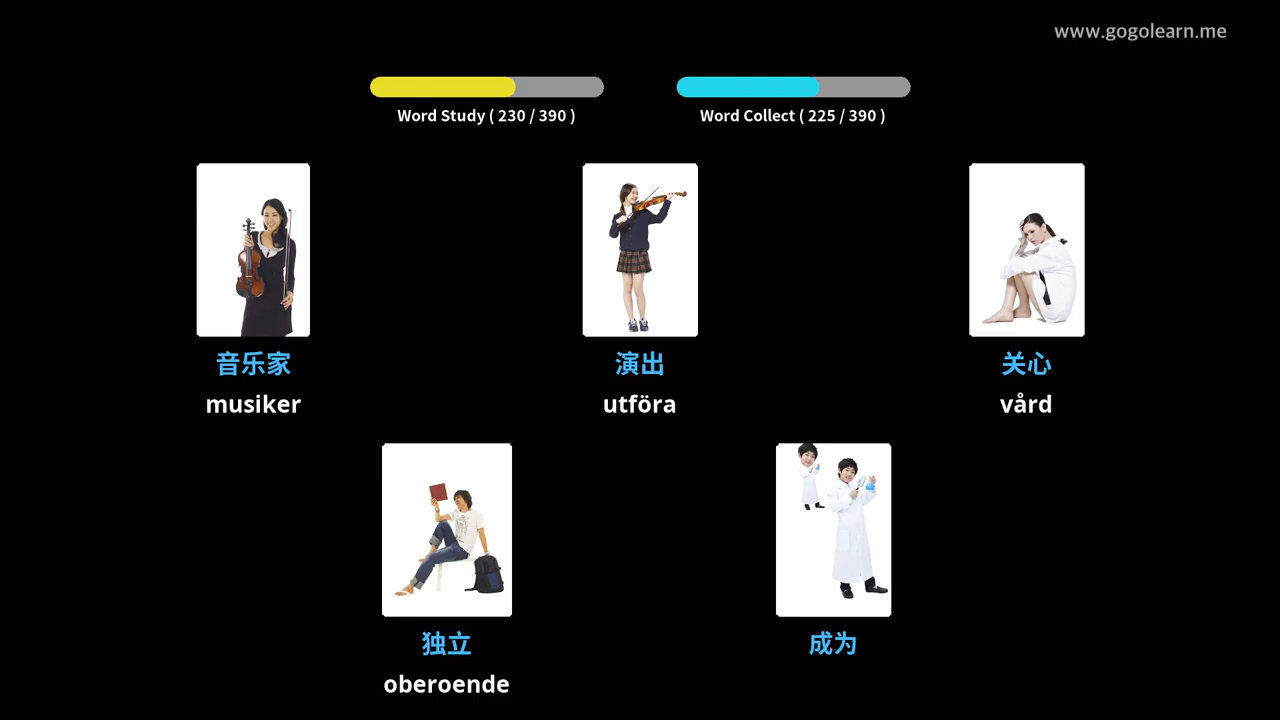 www.gogolearn.me
Word Study ( 230 / 390 )
Word Collect ( 225 / 390 )
音乐家
musiker
演出
utföra
关心
vård
独立
oberoende
成为